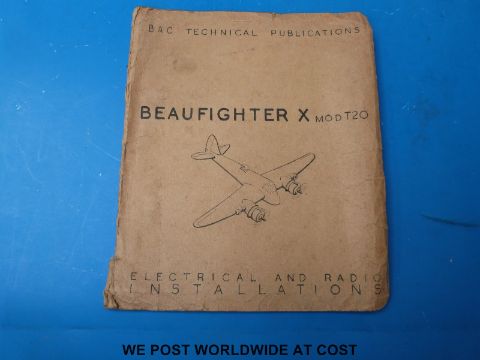 BAC TECHNICAL PUBLICATIONS
BEAUFIGHTER X MOD T20
ELECTRICAL AND RADIO
INSTALLATIONS
WE POST WORLDWIDE AT COST